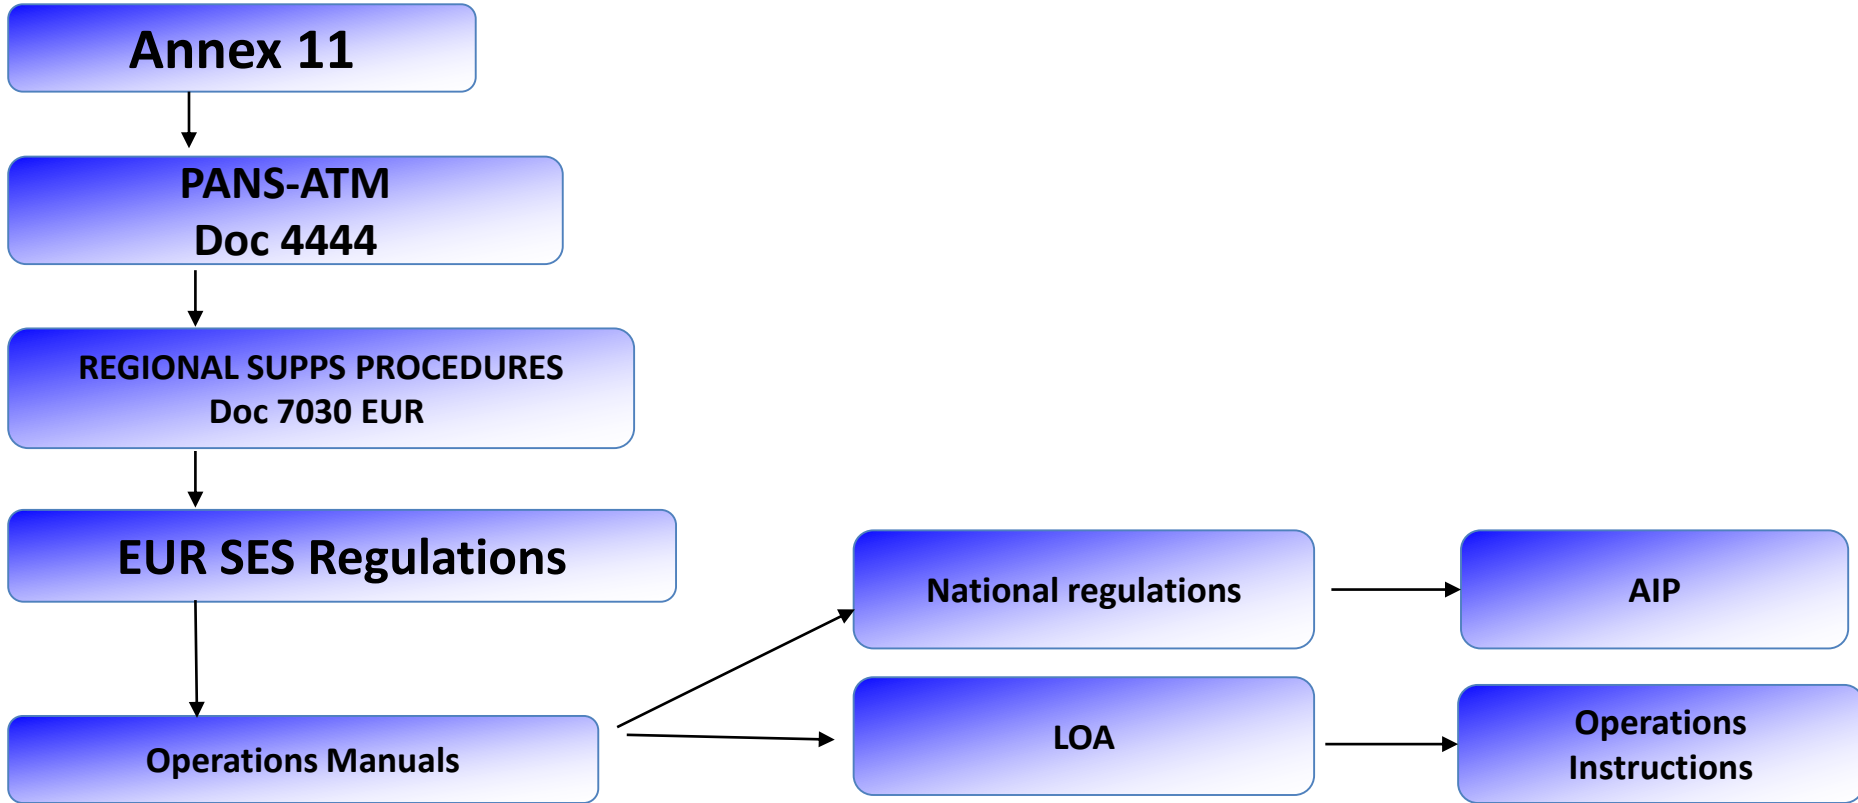 Annex 11
PANS-ATM
Doc 4444
REGIONAL SUPPS PROCEDURES
Doc 7030 EUR
EUR SES Regulations
National regulations
AIP
Operations Manuals
LOA
Operations
Instructions